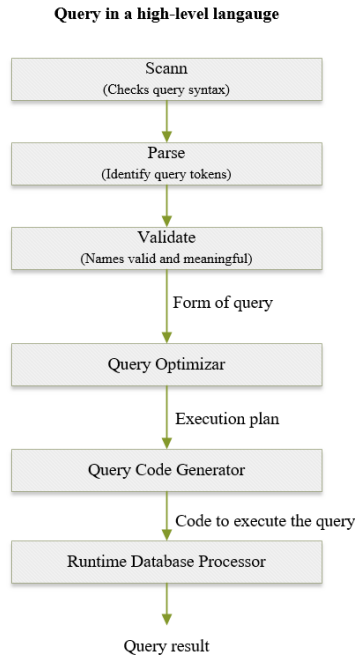 Query in a high-level langauge
Scann
(Checks query syntax)
Parse
(Identify query tokens)
Validate
(Names valid and meaningful)
Form of query
Query Optimizar
Execution plan
Query Code Generator
Code to execute the query
Runtime Database Processor
Query result